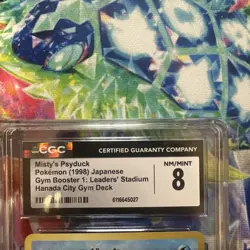 CGC
CERTIFIED GUARANTY COMPANY
Misty's Psyduck
Pokémon (1998) Japanese
Gym Booster 1: Leaders' Stadium
Hanada City Gym Deck
6116645027
NM/MINT
8